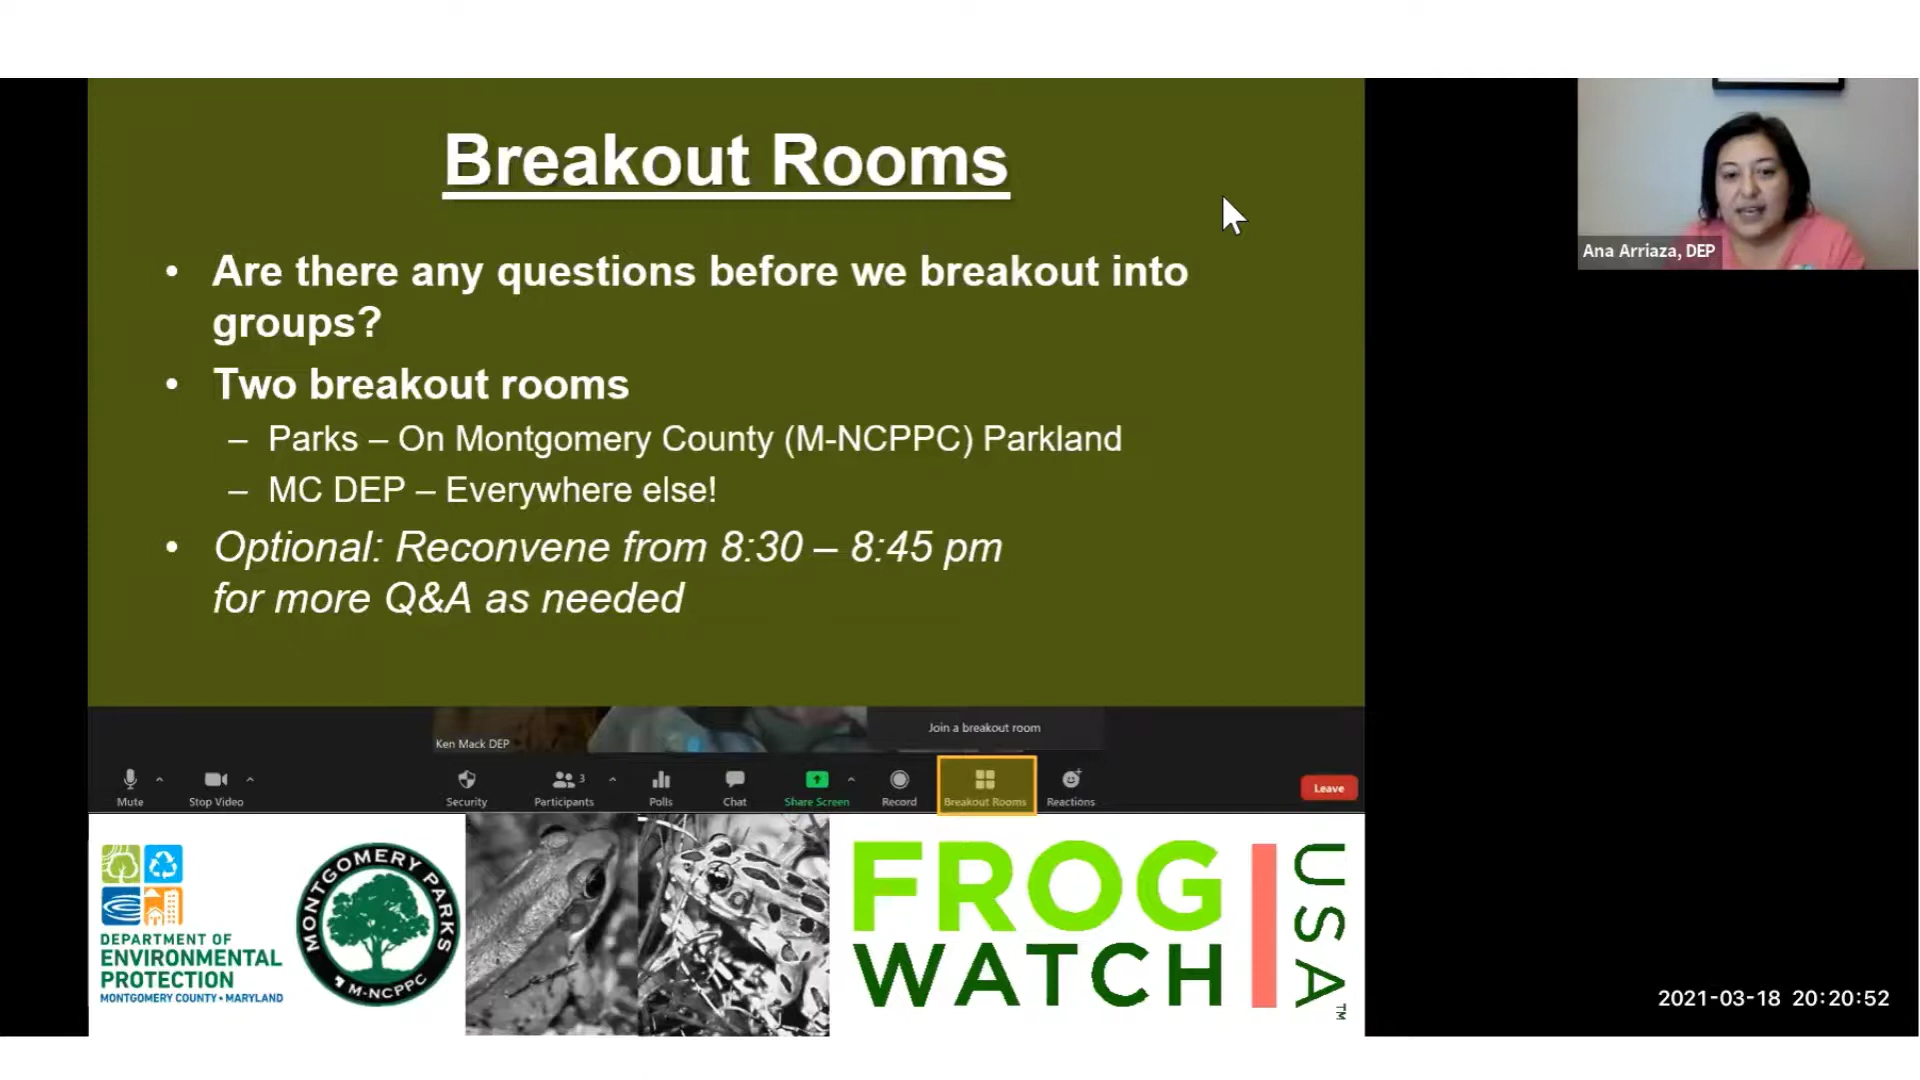 Breakout Rooms
• Are there any questions before we breakout into
groups?
• Two breakout rooms
– Parks – On Montgomery County (M-NCPPC) Parkland
– MC DEP – Everywhere else!
• Optional: Reconvene from 8:30 – 8:45 pm
for more Q&A as needed
Ana Arriaza, DEP
Ken Mack DEP
Join a breakout room
Mute
Stop Video
Security
Participants
3
Polls
Chat
Share Screen
Record
Breakout Rooms
Reactions
Leave
DEPARTMENT OF
ENVIRONMENTAL
PROTECTION
MONTGOMERY COUNTY • MARYLAND
MONTGOMERY PARKS
M-NCPPC
FROG
WATCH
USA™
2021-03-18 20:20:52